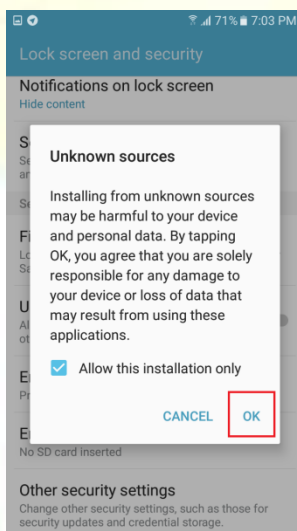 71% 7:03 PM
Lock screen and security
Notifications on lock screen
Hide content
Unknown sources
Installing from unknown sources
may be harmful to your device
and personal data. By tapping
OK, you agree that you are solely
responsible for any damage to
your device or loss of data that
may result from using these
applications.
Allow this installation only
CANCEL OK
No SD card inserted
Other security settings
Change other security settings, such as those for
security updates and credential storage.